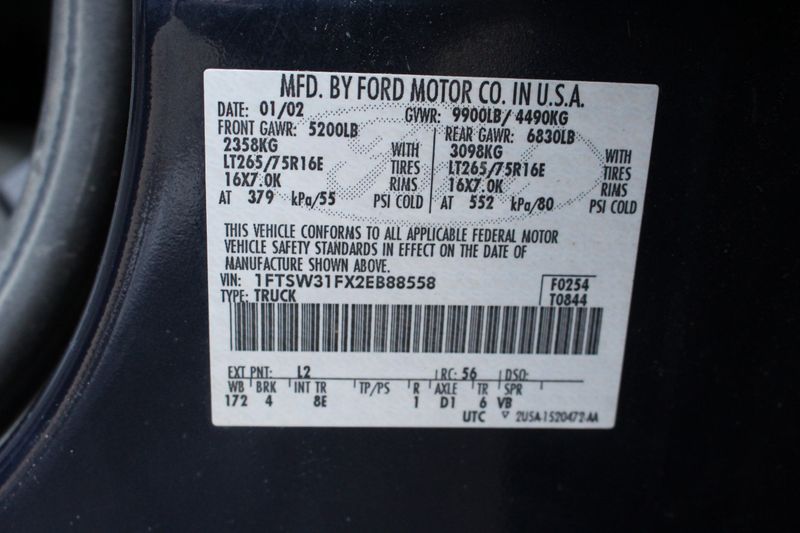 MFD. BY FORD MOTOR CO. IN U.S.A.
DATE: 01/02 GVWR: 9900LB/ 4490KG
FRONT GAWR: 5200LB REAR GAWR: 6830LB
2358KG WITH 3098KG WITH
LT265/75R16E TIRES LT265/75R16E TIRES
16X7.0K RIMS 16X7.0K RIMS
AT 379 kPa/55 PSI COLD AT 552 kPa/80 PSI COLD
THIS VEHICLE CONFORMS TO ALL APPLICABLE FEDERAL MOTOR
VEHICLE SAFETY STANDARDS IN EFFECT ON THE DATE OF
MANUFACTURE SHOWN ABOVE.
VIN: 1FTSW31FX2EB88558 F0254
TYPE: TRUCK T0844
EXT PNT: L2 RC: 56 DSO:
WB BRK INT TR TP/PS R AXLE TR SPR
172 4 8E 1 D1 6 VB
UTC ▽ 2U5A-1520472-AA